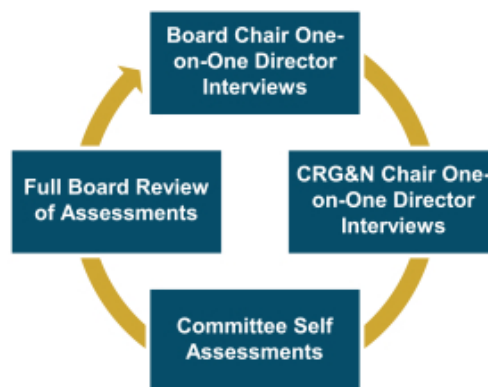 Board Chair One-
on-One Director
Interviews
CRG&N Chair One-
on-One Director
Interviews
Committee Self
Assessments
Full Board Review
of Assessments